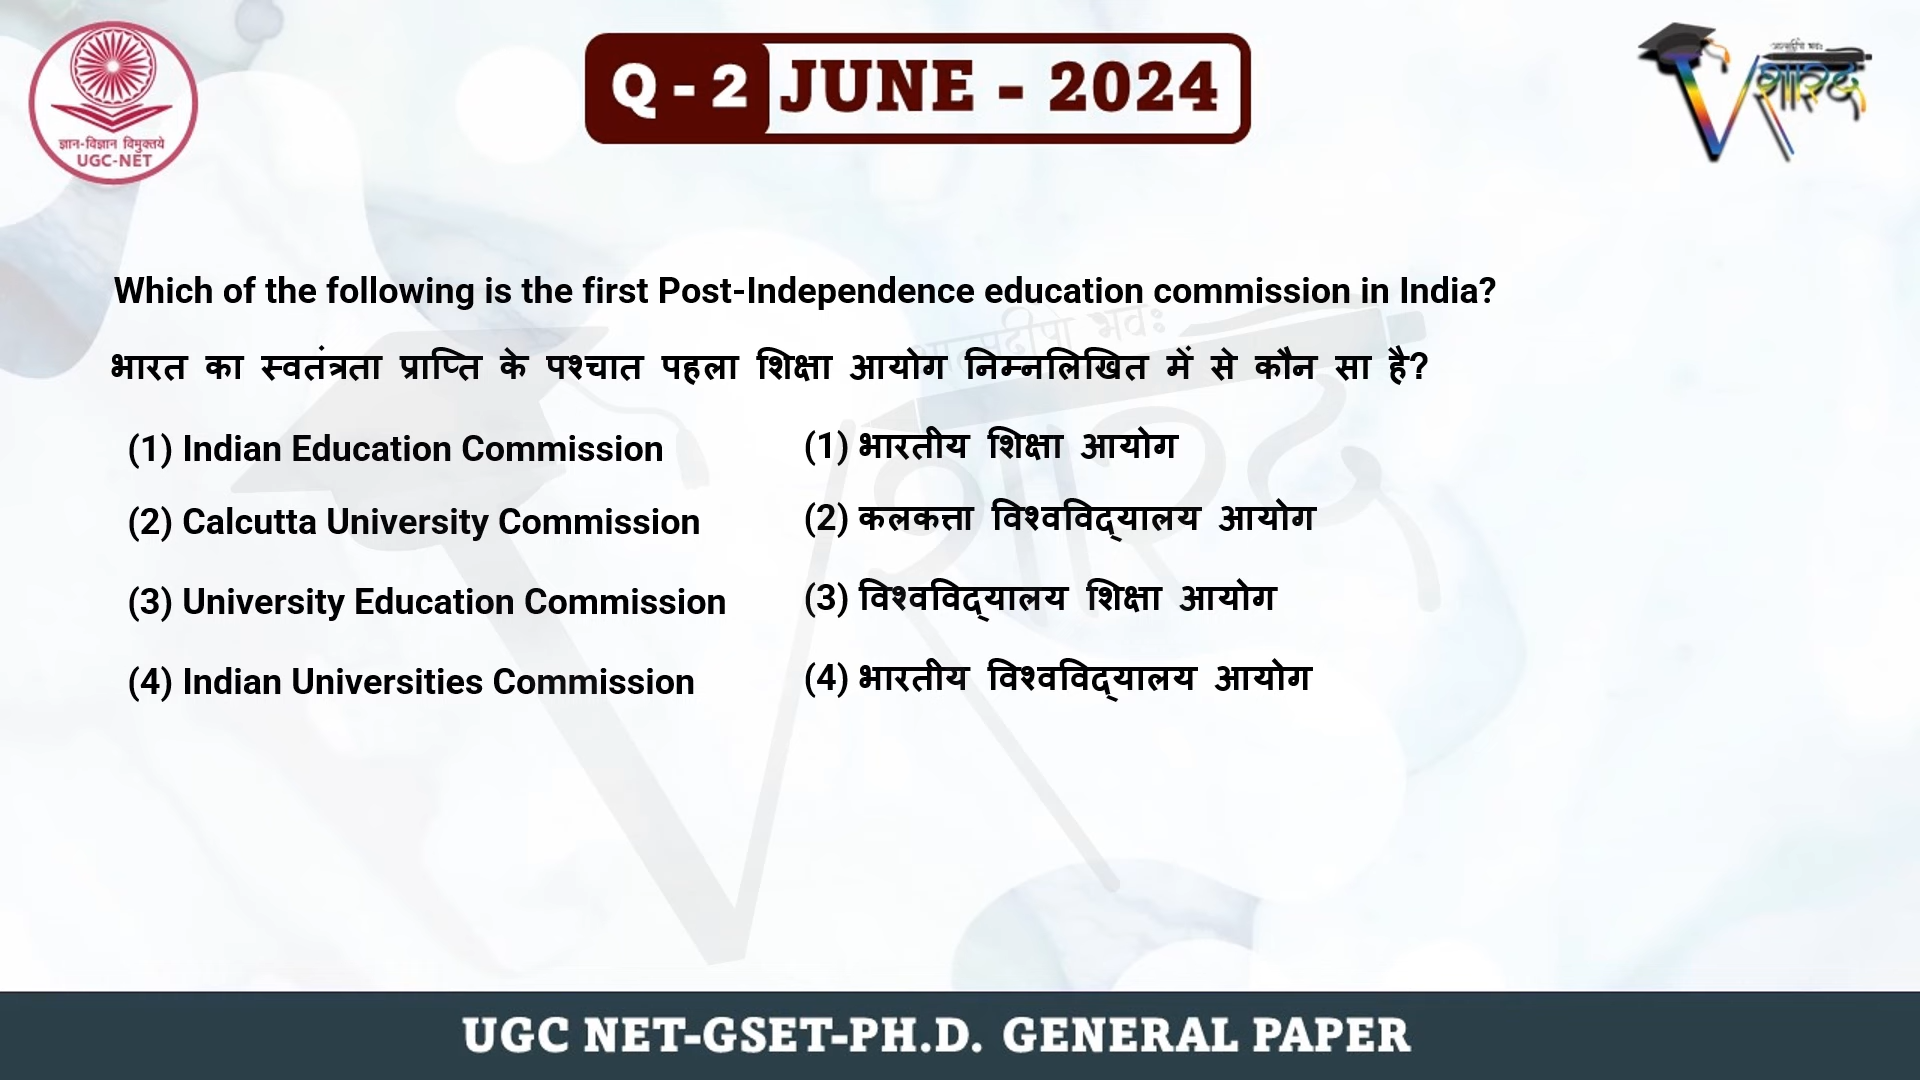 Q - 2 JUNE - 2024
ज्ञान-विज्ञान विमुक्तये
UGC-NET
Vशारद
Which of the following is the first Post-Independence education commission in India?
भारत का स्वतंत्रता प्राप्ति के पश्चात पहला शिक्षा आयोग निम्नलिखित में से कौन सा है?
(1) Indian Education Commission
(1) भारतीय शिक्षा आयोग
(2) Calcutta University Commission
(2) कलकत्ता विश्वविद्यालय आयोग
(3) University Education Commission
(3) विश्वविद्यालय शिक्षा आयोग
(4) Indian Universities Commission
(4) भारतीय विश्वविद्यालय आयोग
UGC NET-GSET-PH.D. GENERAL PAPER